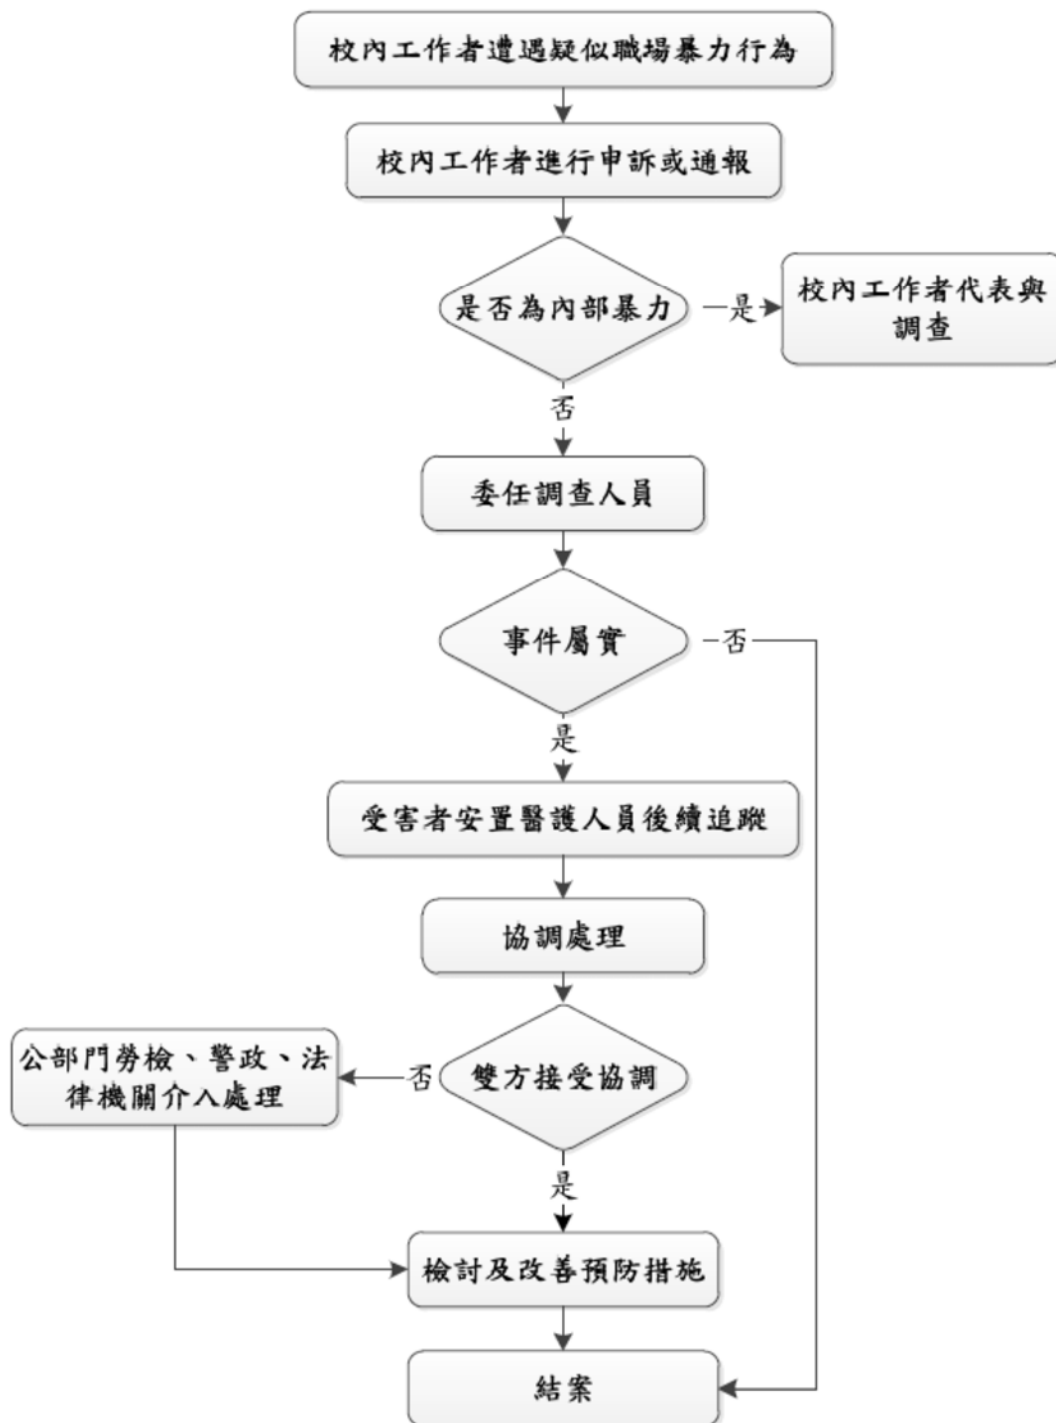 校內工作者遭遇疑似職場暴力行為
校內工作者進行申訴或通報
是否為內部暴力
是
校內工作者代表與
調查
否
委任調查人員
事件屬實
否
是
受害者安置醫護人員後續追蹤
協調處理
雙方接受協調
否
公部門勞檢、警政、法
律機關介入處理
是
檢討及改善預防措施
結案